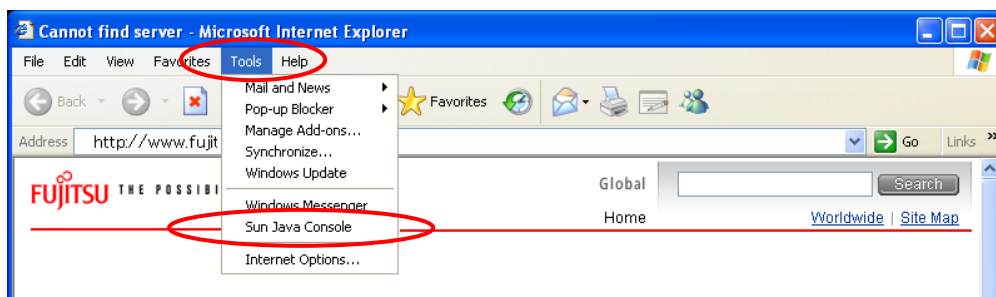 Cannot find server - Microsoft Internet Explorer
File Edit View Favorites Tools Help
Mail and News
Pop-up Blocker
Manage Add-ons...
Synchronize...
Windows Update
Windows Messenger
Sun Java Console
Internet Options...
Back Favorites
Address http://www.fujit Go Links »
FUJITSU THE POSSIBI Global Search
Home Worldwide | Site Map